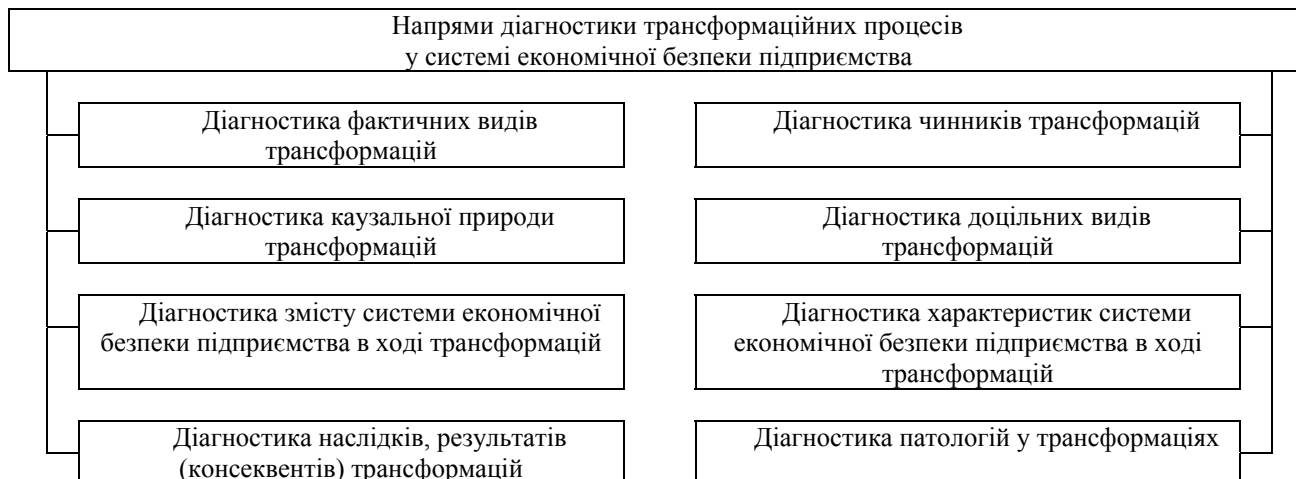 Напрями діагностики трансформаційних процесів
у системі економічної безпеки підприємства
Діагностика фактичних видів
трансформацій
Діагностика чинників трансформацій
Діагностика каузальної природи
трансформацій
Діагностика доцільних видів
трансформацій
Діагностика змісту системи економічної
безпеки підприємства в ході трансформацій
Діагностика характеристик системи
економічної безпеки підприємства в ході
трансформацій
Діагностика наслідків, результатів
(консеквентів) трансформацій
Діагностика патологій у трансформаціях